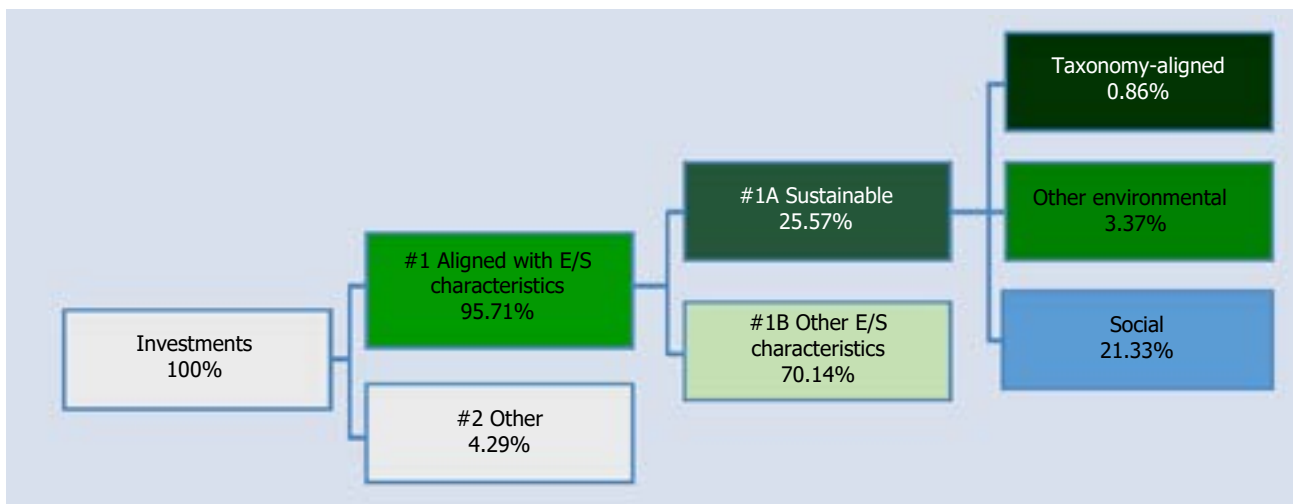 Investments
100%
#1 Aligned with E/S
characteristics
95.71%
#2 Other
4.29%
#1A Sustainable
25.57%
#1B Other E/S
characteristics
70.14%
Taxonomy-aligned
0.86%
Other environmental
3.37%
Social
21.33%